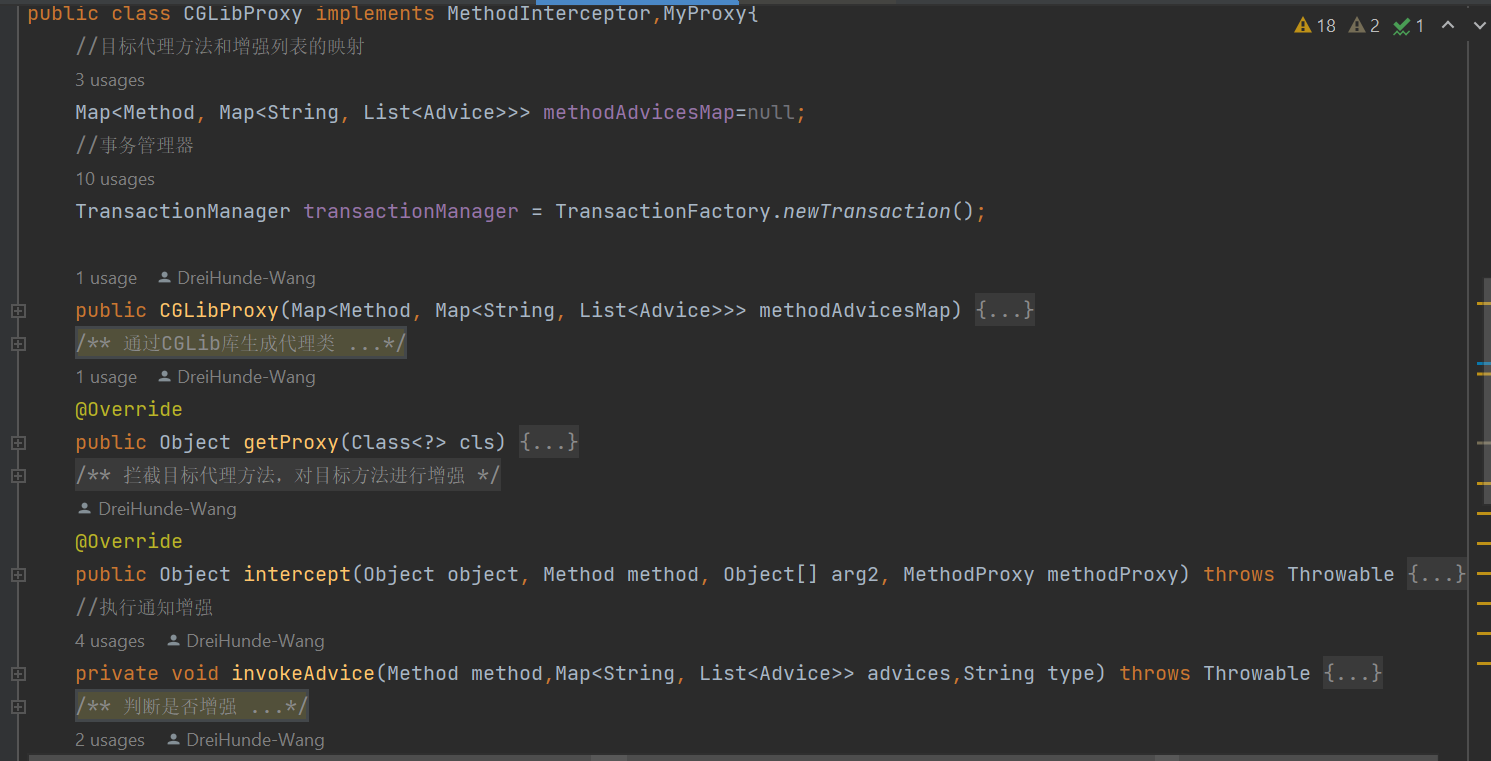 public class CGLibProxy implements MethodInterceptor,MyProxy{
18 2 1
//目标代理方法和增强列表的映射
3 usages
Map<Method, Map<String, List<Advice>>> methodAdvicesMap=null;
//事务管理器
10 usages
TransactionManager transactionManager = TransactionFactory.newTransaction();
1 usage DreiHunde-Wang
public CGLibProxy(Map<Method, Map<String, List<Advice>>> methodAdvicesMap) {...}
/** 通过CGLib库生成代理类 ...*/
1 usage DreiHunde-Wang
@Override
public Object getProxy(Class<?> cls) {...}
/** 拦截目标代理方法，对目标方法进行增强 */
DreiHunde-Wang
@Override
public Object intercept(Object object, Method method, Object[] arg2, MethodProxy methodProxy) throws Throwable {...}
//执行通知增强
4 usages DreiHunde-Wang
private void invokeAdvice(Method method,Map<String, List<Advice>> advices,String type) throws Throwable {...}
/** 判断是否增强 ...*/
2 usages DreiHunde-Wang